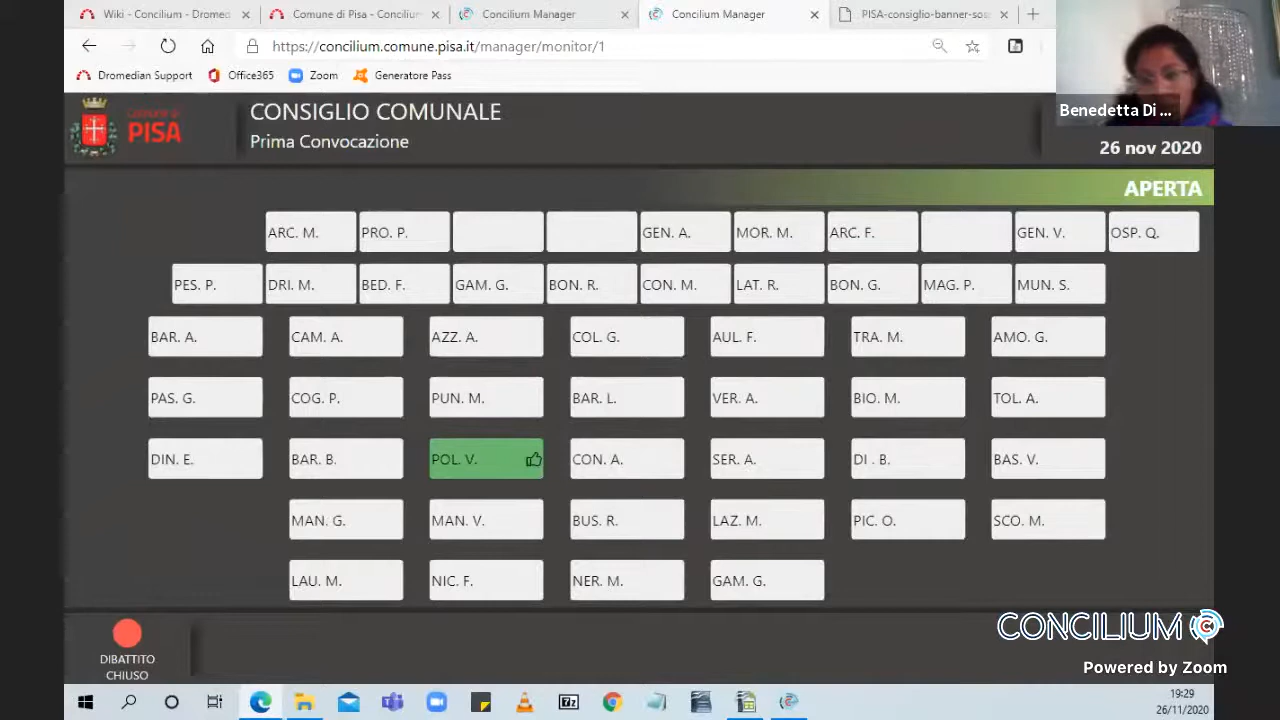 Wiki - Concilium - Dromed
Comune di Pisa - Concilium
Concilium Manager
Concilium Manager
PISA-consiglio-banner-sos
https://concilium.comune.pisa.it/manager/monitor/1
Dromedian Support
Office365
Zoom
Generatore Pass
Benedetta Di ...
COMUNE DI
PISA
CONSIGLIO COMUNALE
Prima Convocazione
26 nov 2020
APERTA
ARC. M. PRO. P. GEN. A. MOR. M. ARC. F. GEN. V. OSP. Q.
PES. P. DRI. M. BED. F. GAM. G. BON. R. CON. M. LAT. R. BON. G. MAG. P. MUN. S.
BAR. A. CAM. A. AZZ. A. COL. G. AUL. F. TRA. M. AMO. G.
PAS. G. COG. P. PUN. M. BAR. L. VER. A. BIO. M. TOL. A.
DIN. E. BAR. B. POL. V. CON. A. SER. A. DI . B. BAS. V.
MAN. G. MAN. V. BUS. R. LAZ. M. PIC. O. SCO. M.
LAU. M. NIC. F. NER. M. GAM. G.
DIBATTITO
CHIUSO
CONCILIUM
Powered by Zoom
19:29
26/11/2020